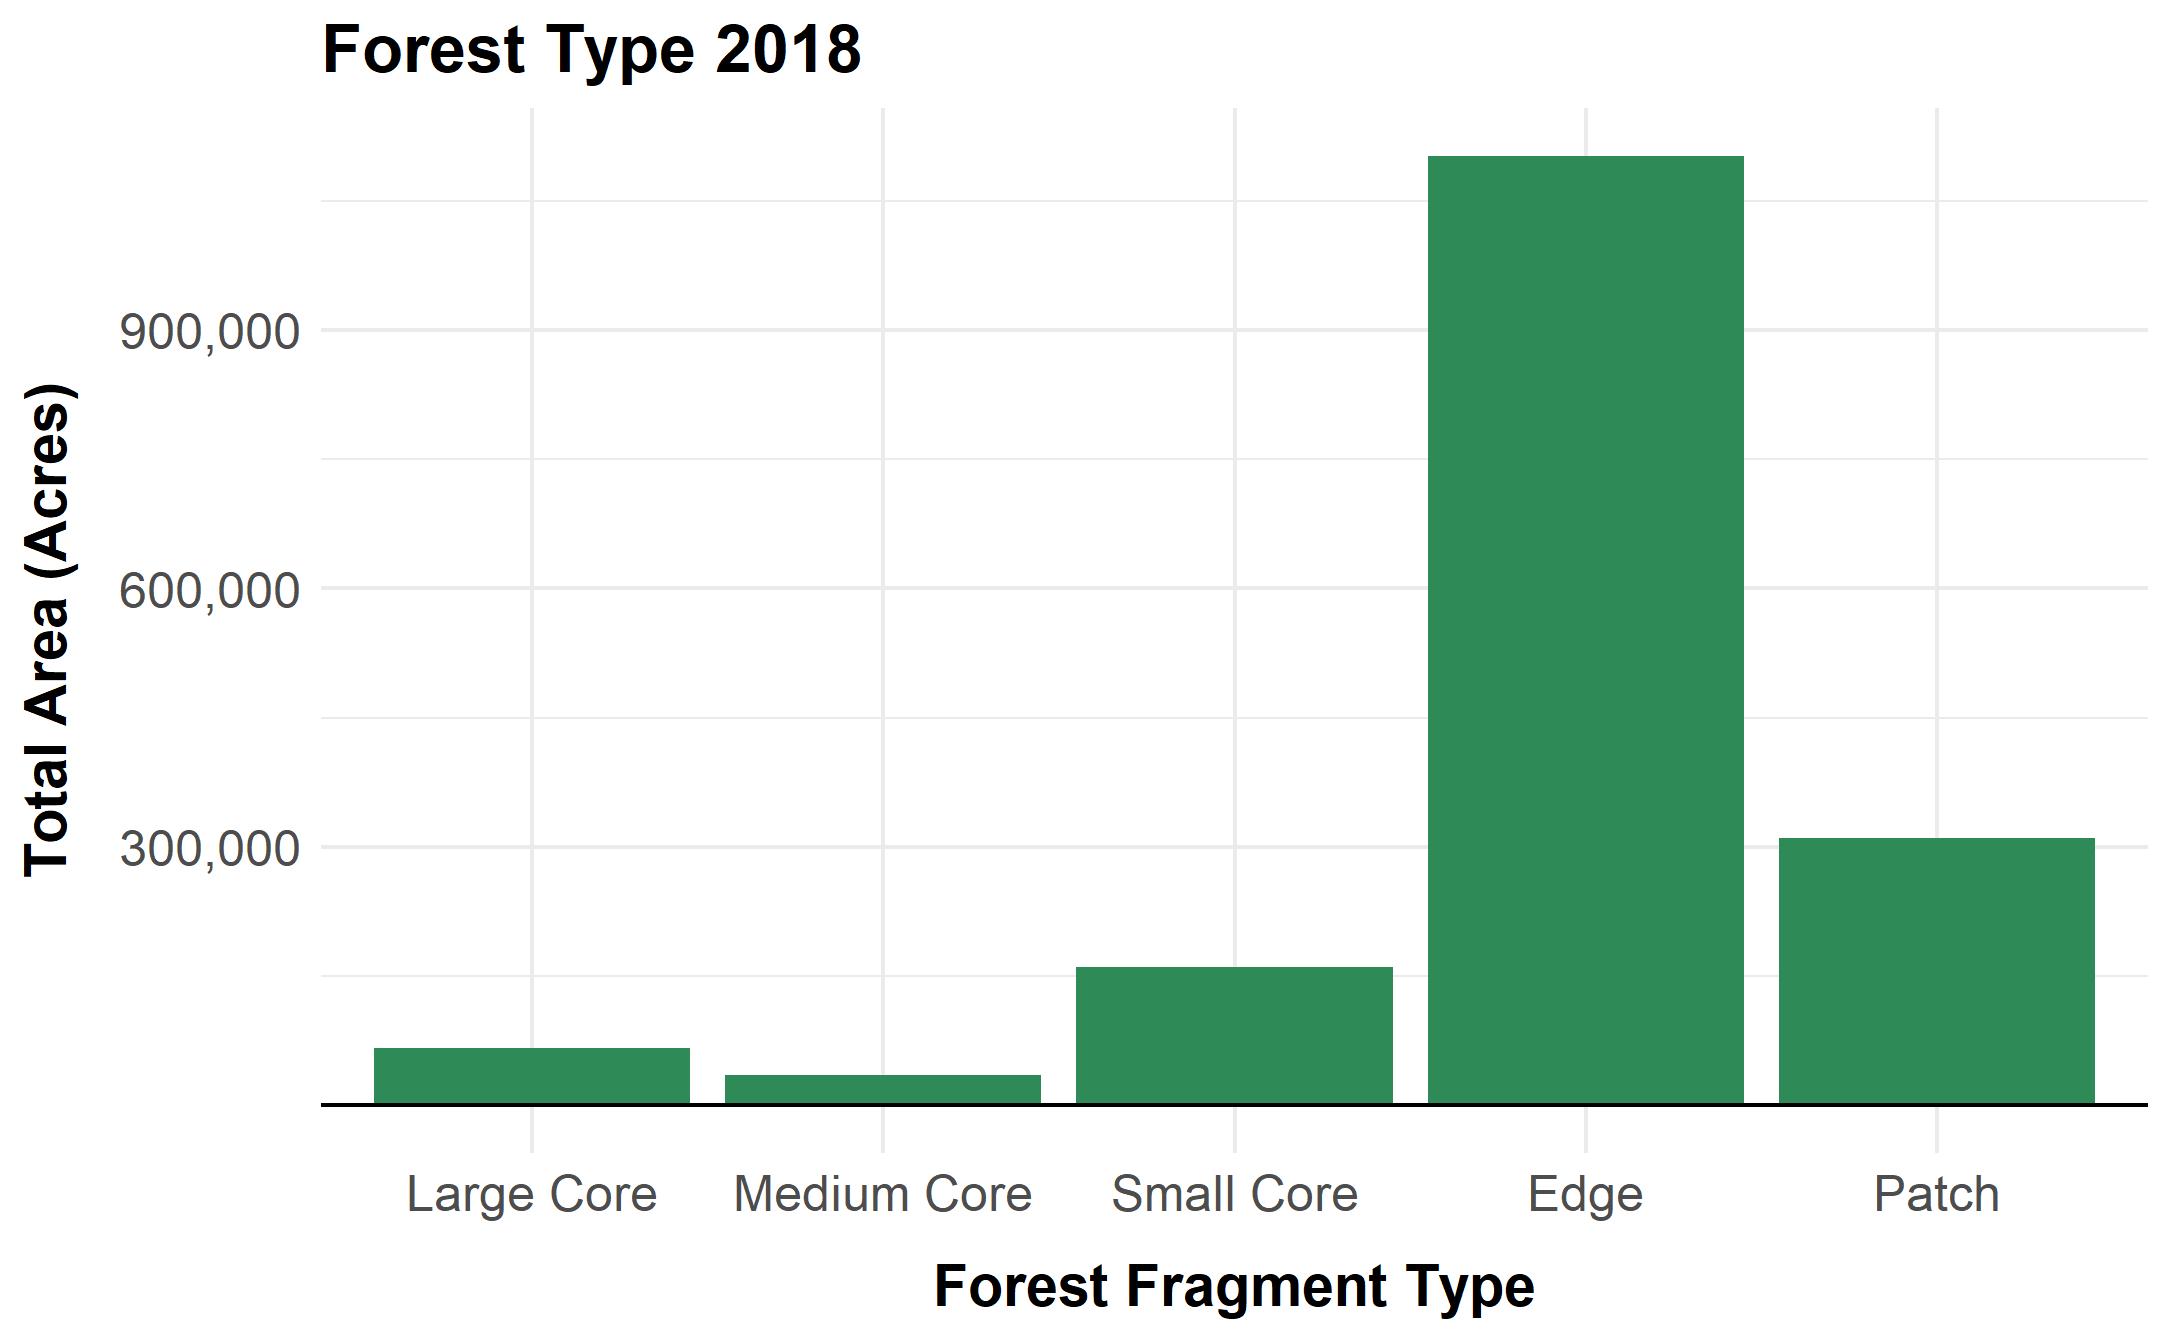 Forest Type 2018
Total Area (Acres)
900,000
600,000
300,000
Large Core
Medium Core
Small Core
Edge
Patch
Forest Fragment Type